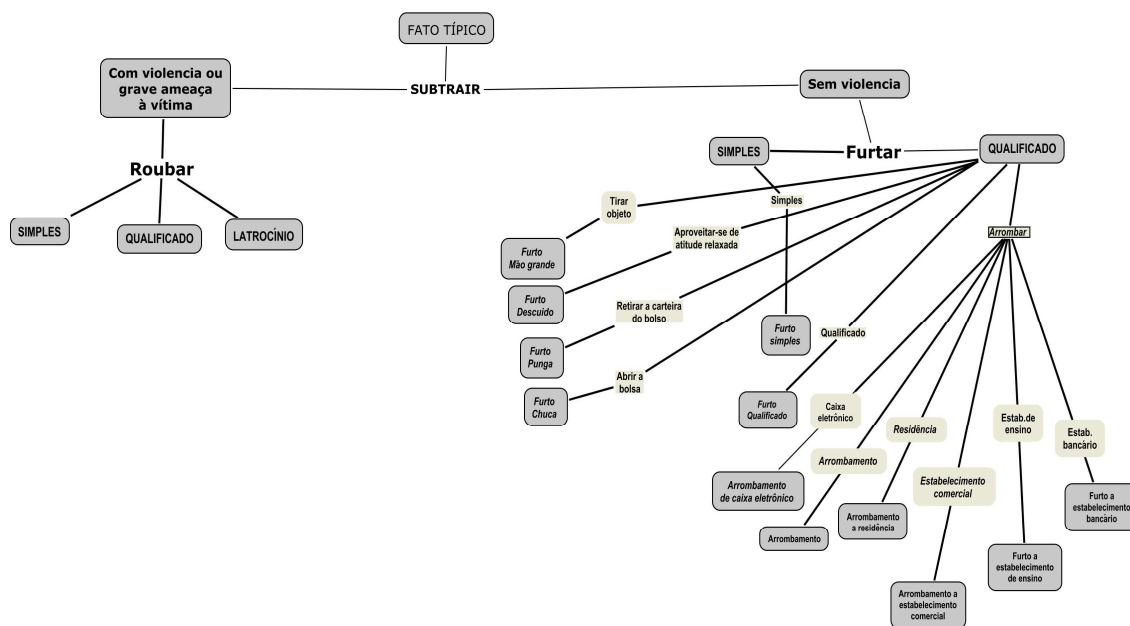 FATO TÍPICO
Com violencia ou
grave ameaça
à vítima
SUBTRAIR
Sem violencia
Roubar
SIMPLES
QUALIFICADO
LATROCÍNIO
SIMPLES
Furtar
QUALIFICADO
Tirar
objeto
Simples
Aproveitar-se de
atitude relaxada
Arrombar
Furto
Mào grande
Furto
Descuido
Retirar a carteira
do bolso
Furto
simples
Qualificado
Furto
Punga
Abrir a
bolsa
Furto
Chuca
Furto
Qualificado
Caixa
eletrônico
Residência
Estab.de
ensino
Estab.
bancàrio
Arrombamento
Estabelecimento
comercial
Arrombamento
de caixa eletrônico
Arrombamento
Arrombamento
a residência
Furto a
estabelecimento
bancàrio
Furto a
estabelecimento
de ensino
Arrombamento a
estabelecimento
comercial